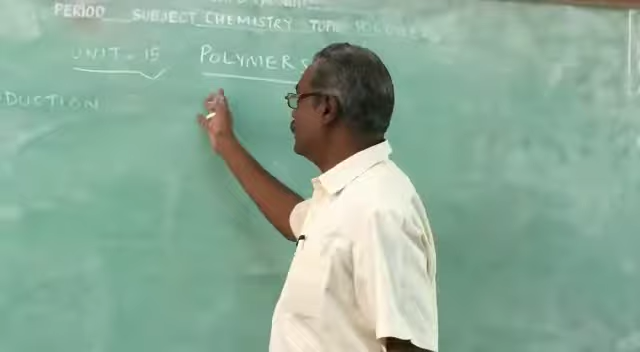 PERIOD SUBJECT CHEMISTRY TOPIC POLYMERS
UNIT - 15 POLYMERS
DUCTION